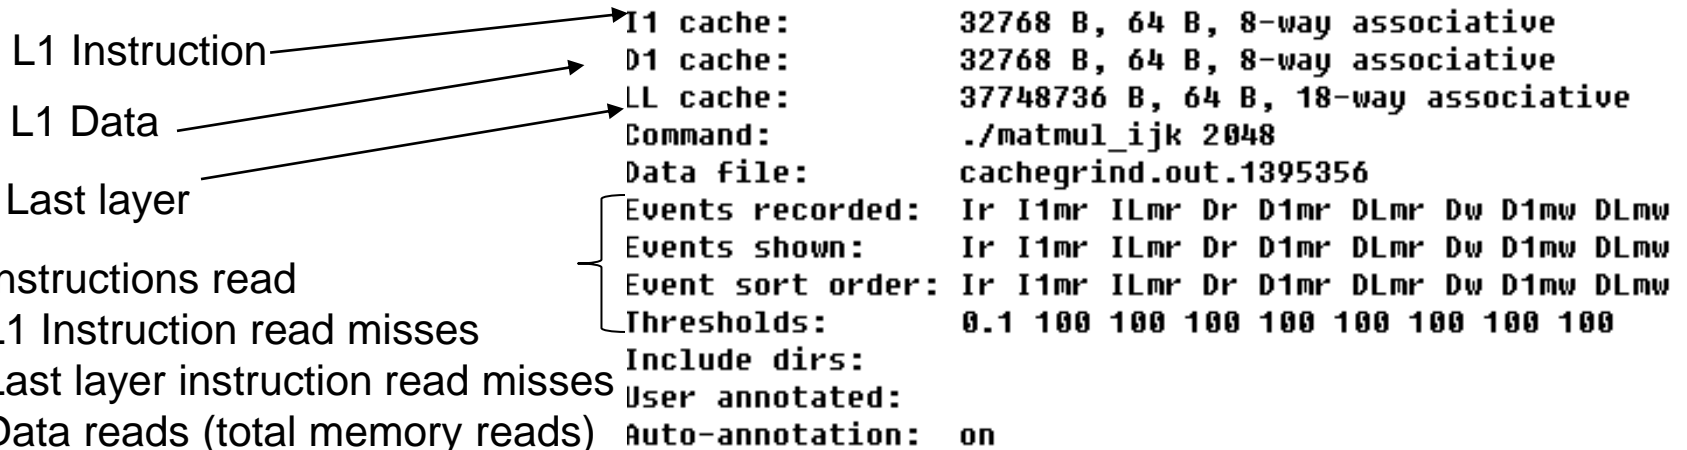 L1 Instruction
L1 Data
Last layer
nstructions read
L1 Instruction read misses
Last layer instruction read misses
Data reads (total memory reads)
I1 cache: 32768 B, 64 B, 8-way associative
D1 cache: 32768 B, 64 B, 8-way associative
LL cache: 37748736 B, 64 B, 18-way associative
Command: ./matmul_ijk 2048
Data file: cachegrind.out.1395356
Events recorded: Ir I1mr ILmr Dr D1mr DLmr Dw D1mw DLmw
Events shown: Ir I1mr ILmr Dr D1mr DLmr Dw D1mw DLmw
Event sort order: Ir I1mr ILmr Dr D1mr DLmr Dw D1mw DLmw
Thresholds: 0.1 100 100 100 100 100 100 100 100
Include dirs:
User annotated:
Auto-annotation: on